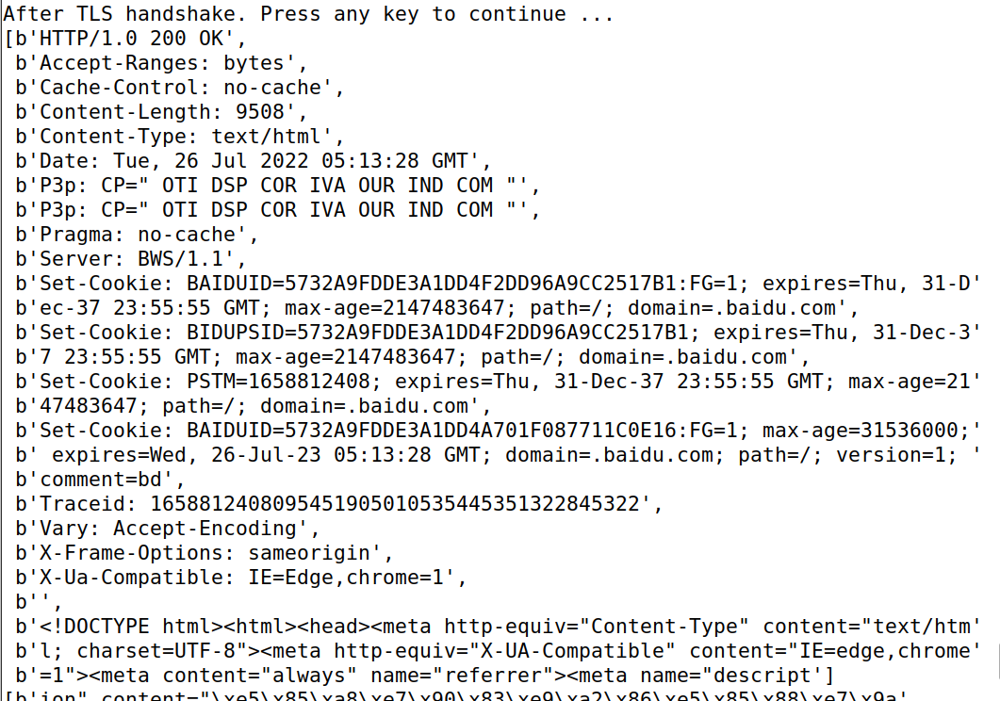 After TLS handshake. Press any key to continue ...
[b'HTTP/1.0 200 OK',
 b'Accept-Ranges: bytes',
 b'Cache-Control: no-cache',
 b'Content-Length: 9508',
 b'Content-Type: text/html',
 b'Date: Tue, 26 Jul 2022 05:13:28 GMT',
 b'P3p: CP=" OTI DSP COR IVA OUR IND COM "',
 b'P3p: CP=" OTI DSP COR IVA OUR IND COM "',
 b'Pragma: no-cache',
 b'Server: BWS/1.1',
 b'Set-Cookie: BAIDUID=5732A9FDDE3A1DD4F2DD96A9CC2517B1:FG=1; expires=Thu, 31-D'
 b'ec-37 23:55:55 GMT; max-age=2147483647; path=/; domain=.baidu.com',
 b'Set-Cookie: BIDUPSID=5732A9FDDE3A1DD4F2DD96A9CC2517B1; expires=Thu, 31-Dec-3'
 b'7 23:55:55 GMT; max-age=2147483647; path=/; domain=.baidu.com',
 b'Set-Cookie: PSTM=1658812408; expires=Thu, 31-Dec-37 23:55:55 GMT; max-age=21'
 b'47483647; path=/; domain=.baidu.com',
 b'Set-Cookie: BAIDUID=5732A9FDDE3A1DD4A701F087711C0E16:FG=1; max-age=31536000;'
 b' expires=Wed, 26-Jul-23 05:13:28 GMT; domain=.baidu.com; path=/; version=1; '
 b'comment=bd',
 b'Traceid: 1658812408095451905010535445351322845322',
 b'Vary: Accept-Encoding',
 b'X-Frame-Options: sameorigin',
 b'X-Ua-Compatible: IE=Edge,chrome=1',
 b'',
 b'<!DOCTYPE html><html><head><meta http-equiv="Content-Type" content="text/htm'
 b'l; charset=UTF-8"><meta http-equiv="X-UA-Compatible" content="IE=edge,chrome'
 b'=1"><meta content="always" name="referrer"><meta name="descript']
[b'ion" content="\xe5\x85\xa8\xe7\x90\x83\xe9\xa2\x86\xe5\x85\x88\xe7\x9a'